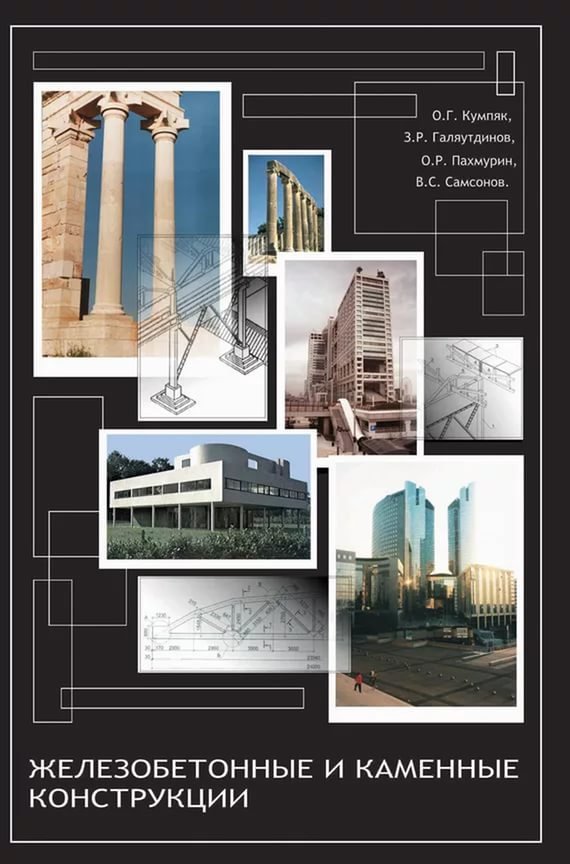 О.Г. Кумпяк,
З.Р. Галяутдинов,
О.Р. Пахмурин,
В.С. Самсонов.
ЖЕЛЕЗОБЕТОННЫЕ И КАМЕННЫЕ
КОНСТРУКЦИИ